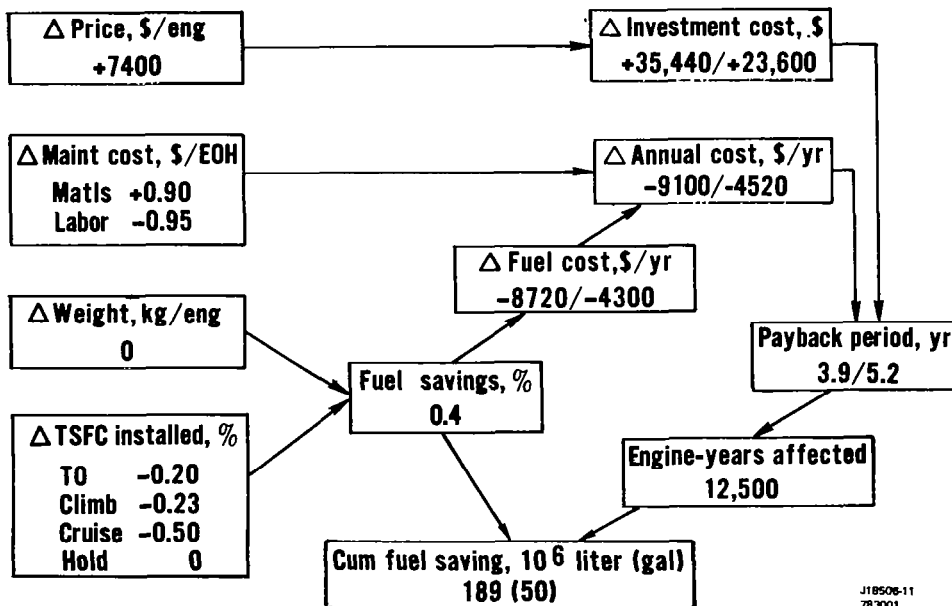 △ Price, $/eng
+7400
△ Investment cost, $
+35,440/+23,600
△ Maint cost, $/EOH
Matls +0.90
Labor -0.95
△ Annual cost, $/yr
-9100/-4520
△ Fuel cost,$/yr
-8720/-4300
△ Weight, kg/eng
0
Payback period, yr
3.9/5.2
Fuel savings, %
0.4
△ TSFC installed, %
TO -0.20
Climb -0.23
Cruise -0.50
Hold 0
Engine-years affected
12,500
Cum fuel saving, 10⁶ liter (gal)
189 (50)
J18506-11
783001